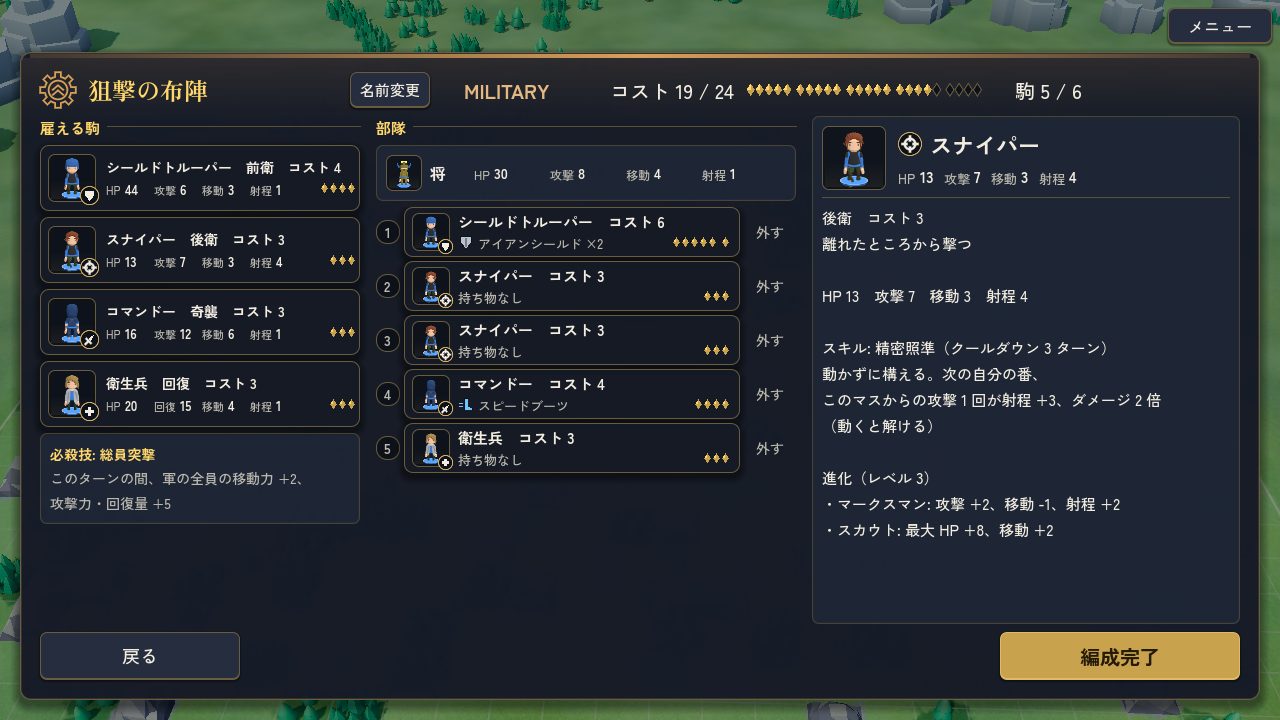 メニュー
狙撃の布陣
名前変更
MILITARY
コスト 19 / 24
駒 5 / 6
雇える駒
シールドトルーパー 前衛 コスト 4
HP 44 攻撃 6 移動 3 射程 1
スナイパー 後衛 コスト 3
HP 13 攻撃 7 移動 3 射程 4
コマンドー 奇襲 コスト 3
HP 16 攻撃 12 移動 6 射程 1
衛生兵 回復 コスト 3
HP 20 回復 15 移動 4 射程 1
必殺技: 総員突撃
このターンの間、軍の全員の移動力 +2、
攻撃力・回復量 +5
部隊
将 HP 30 攻撃 8 移動 4 射程 1
1 シールドトルーパー コスト 6
アイアンシールド ×2
外す
2 スナイパー コスト 3
持ち物なし
外す
3 スナイパー コスト 3
持ち物なし
外す
4 コマンドー コスト 4
スピードブーツ
外す
5 衛生兵 コスト 3
持ち物なし
外す
スナイパー
HP 13 攻撃 7 移動 3 射程 4
後衛 コスト 3
離れたところから撃つ
HP 13 攻撃 7 移動 3 射程 4
スキル: 精密照準（クールダウン 3 ターン）
動かずに構える。次の自分の番、
このマスからの攻撃 1 回が射程 +3、ダメージ 2 倍
（動くと解ける）
進化（レベル 3）
・マークスマン: 攻撃 +2、移動 -1、射程 +2
・スカウト: 最大 HP +8、移動 +2
戻る
編成完了